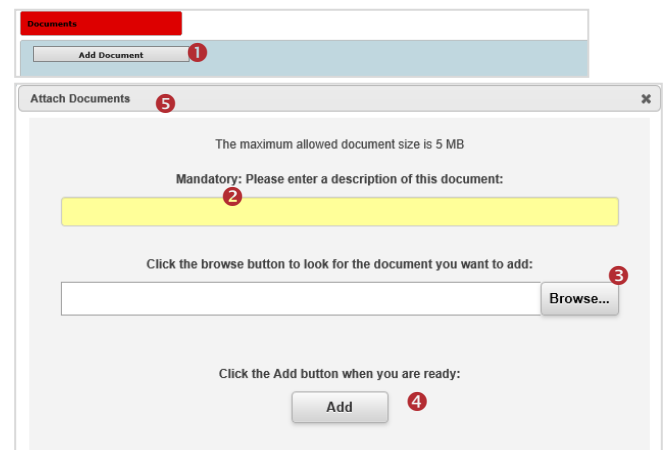 Documents
Add Document 1
Attach Documents 5 ✖
The maximum allowed document size is 5 MB
Mandatory: Please enter a description of this document:
2
Click the browse button to look for the document you want to add:
3
Browse...
Click the Add button when you are ready:
Add 4